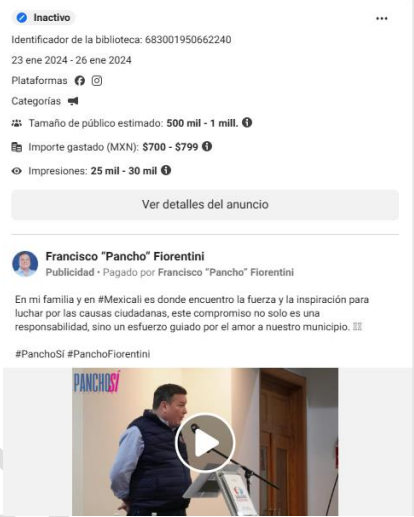 Inactivo
Identificador de la biblioteca: 683001950662240
23 ene 2024 - 26 ene 2024
Plataformas
Categorías
Tamaño de público estimado: 500 mil - 1 mill.
Importe gastado (MXN): $700 - $799
Impresiones: 25 mil - 30 mil
Ver detalles del anuncio
Francisco "Pancho" Fiorentini
Publicidad • Pagado por Francisco "Pancho" Fiorentini
En mi familia y en #Mexicali es donde encuentro la fuerza y la inspiración para
luchar por las causas ciudadanas, este compromiso no solo es una
responsabilidad, sino un esfuerzo guiado por el amor a nuestro municipio.
#PanchoSí #PanchoFiorentini
PANCHOSÍ